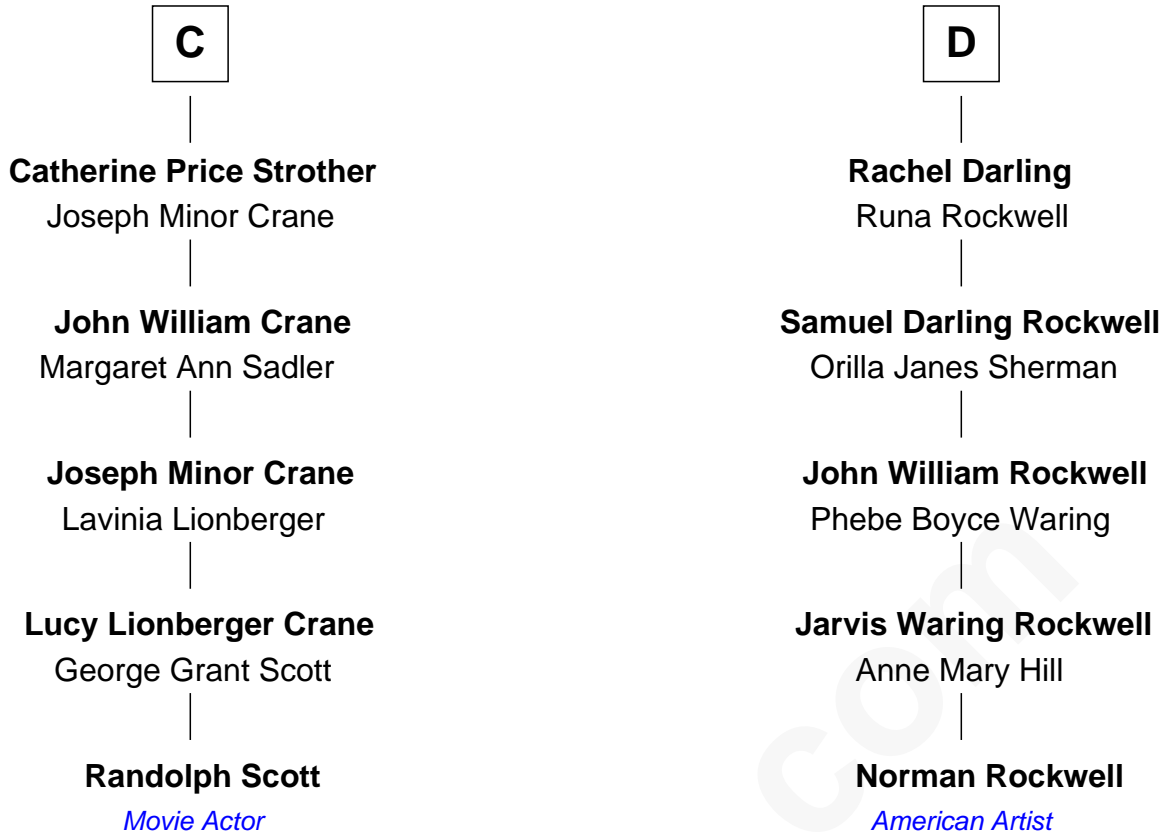 C
Catherine Price Strother
Joseph Minor Crane
John William Crane
Margaret Ann Sadler
Joseph Minor Crane
Lavinia Lionberger
Lucy Lionberger Crane
George Grant Scott
Randolph Scott
Movie Actor
D
Rachel Darling
Runa Rockwell
Samuel Darling Rockwell
Orilla Janes Sherman
John William Rockwell
Phebe Boyce Waring
Jarvis Waring Rockwell
Anne Mary Hill
Norman Rockwell
American Artist
com